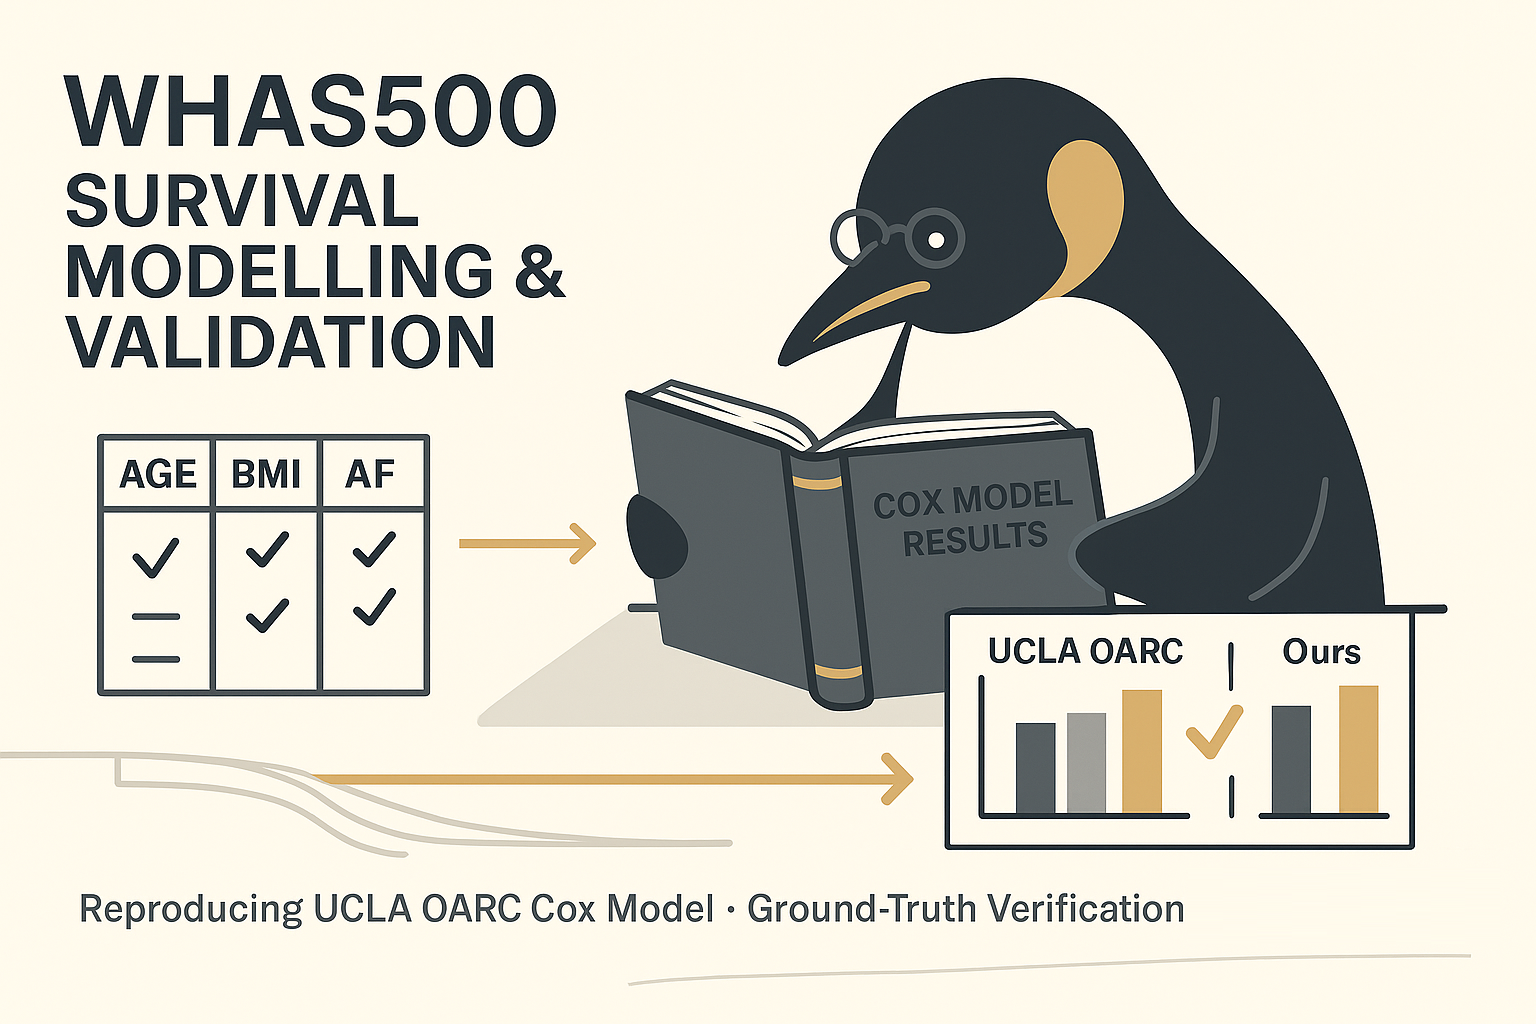 WHAS500
SURVIVAL
MODELLING &
VALIDATION
AGE BMI AF
COX MODEL
RESULTS
UCLA OARC
Ours
Reproducing UCLA OARC Cox Model · Ground-Truth Verification